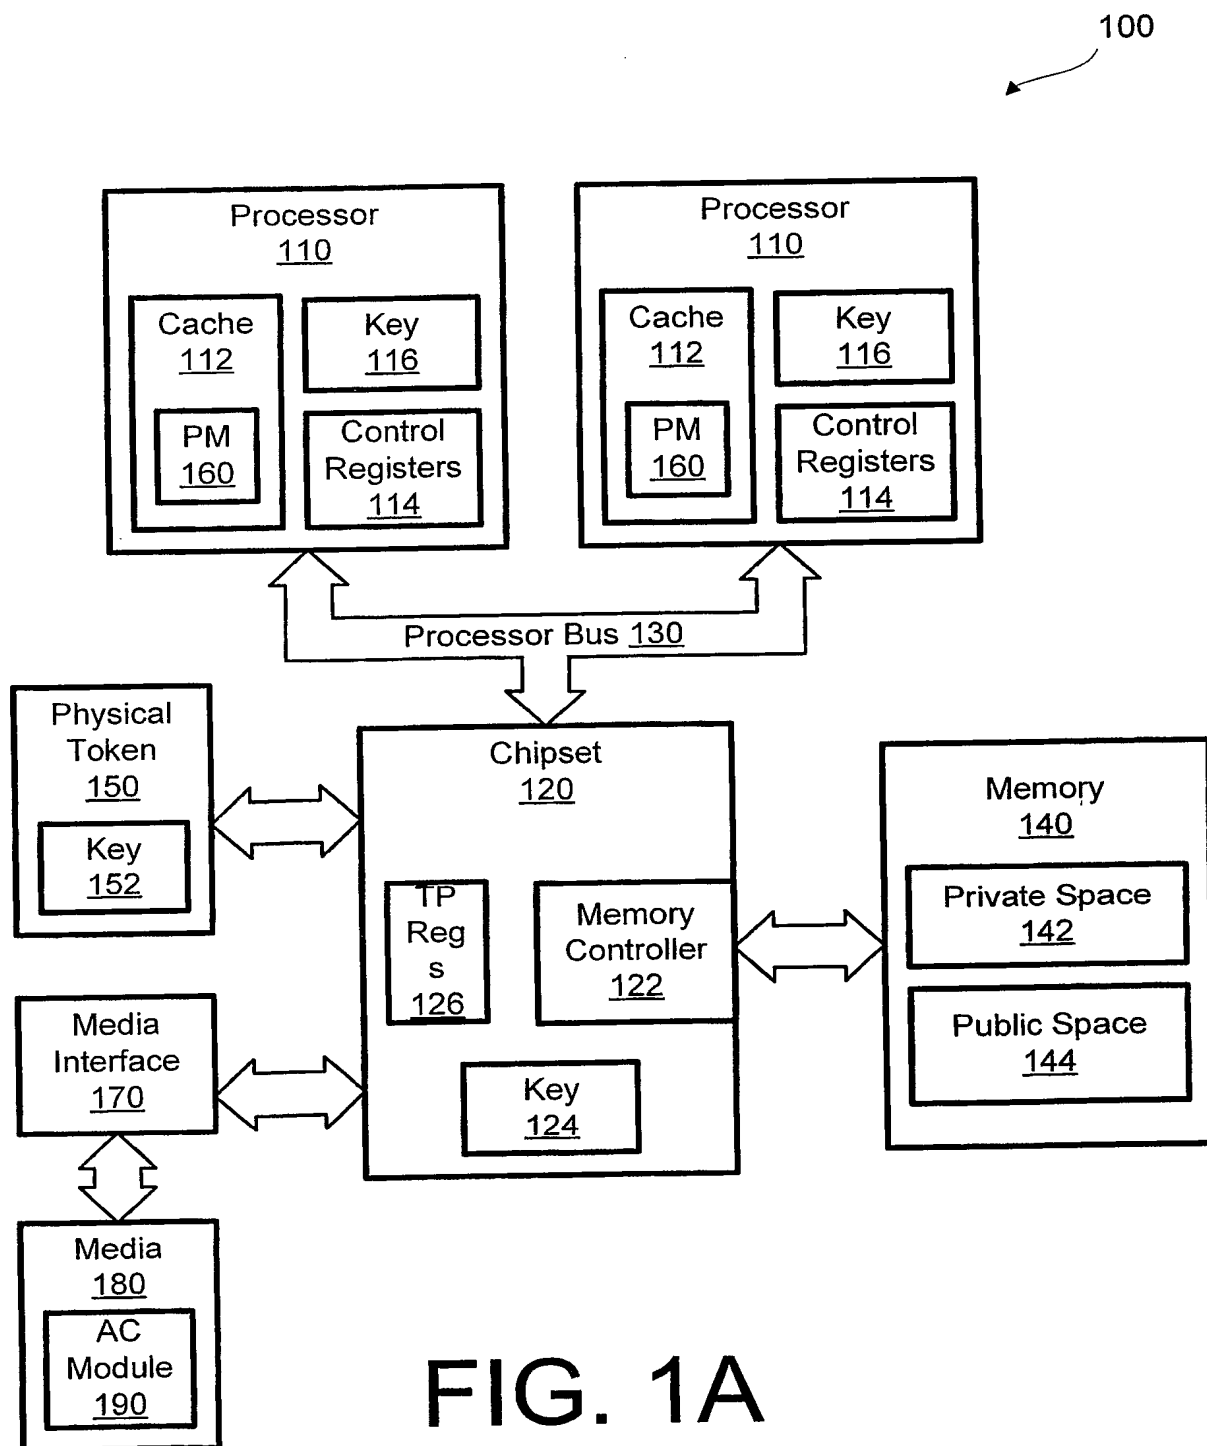 100
Processor
110
Cache
112
PM
160
Key
116
Control
Registers
114
Processor
110
Cache
112
PM
160
Key
116
Control
Registers
114
Processor Bus 130
Physical
Token
150
Key
152
Chipset
120
TP
Reg
s
126
Memory
Controller
122
Key
124
Memory
140
Private Space
142
Public Space
144
Media
Interface
170
Media
180
AC
Module
190
FIG. 1A